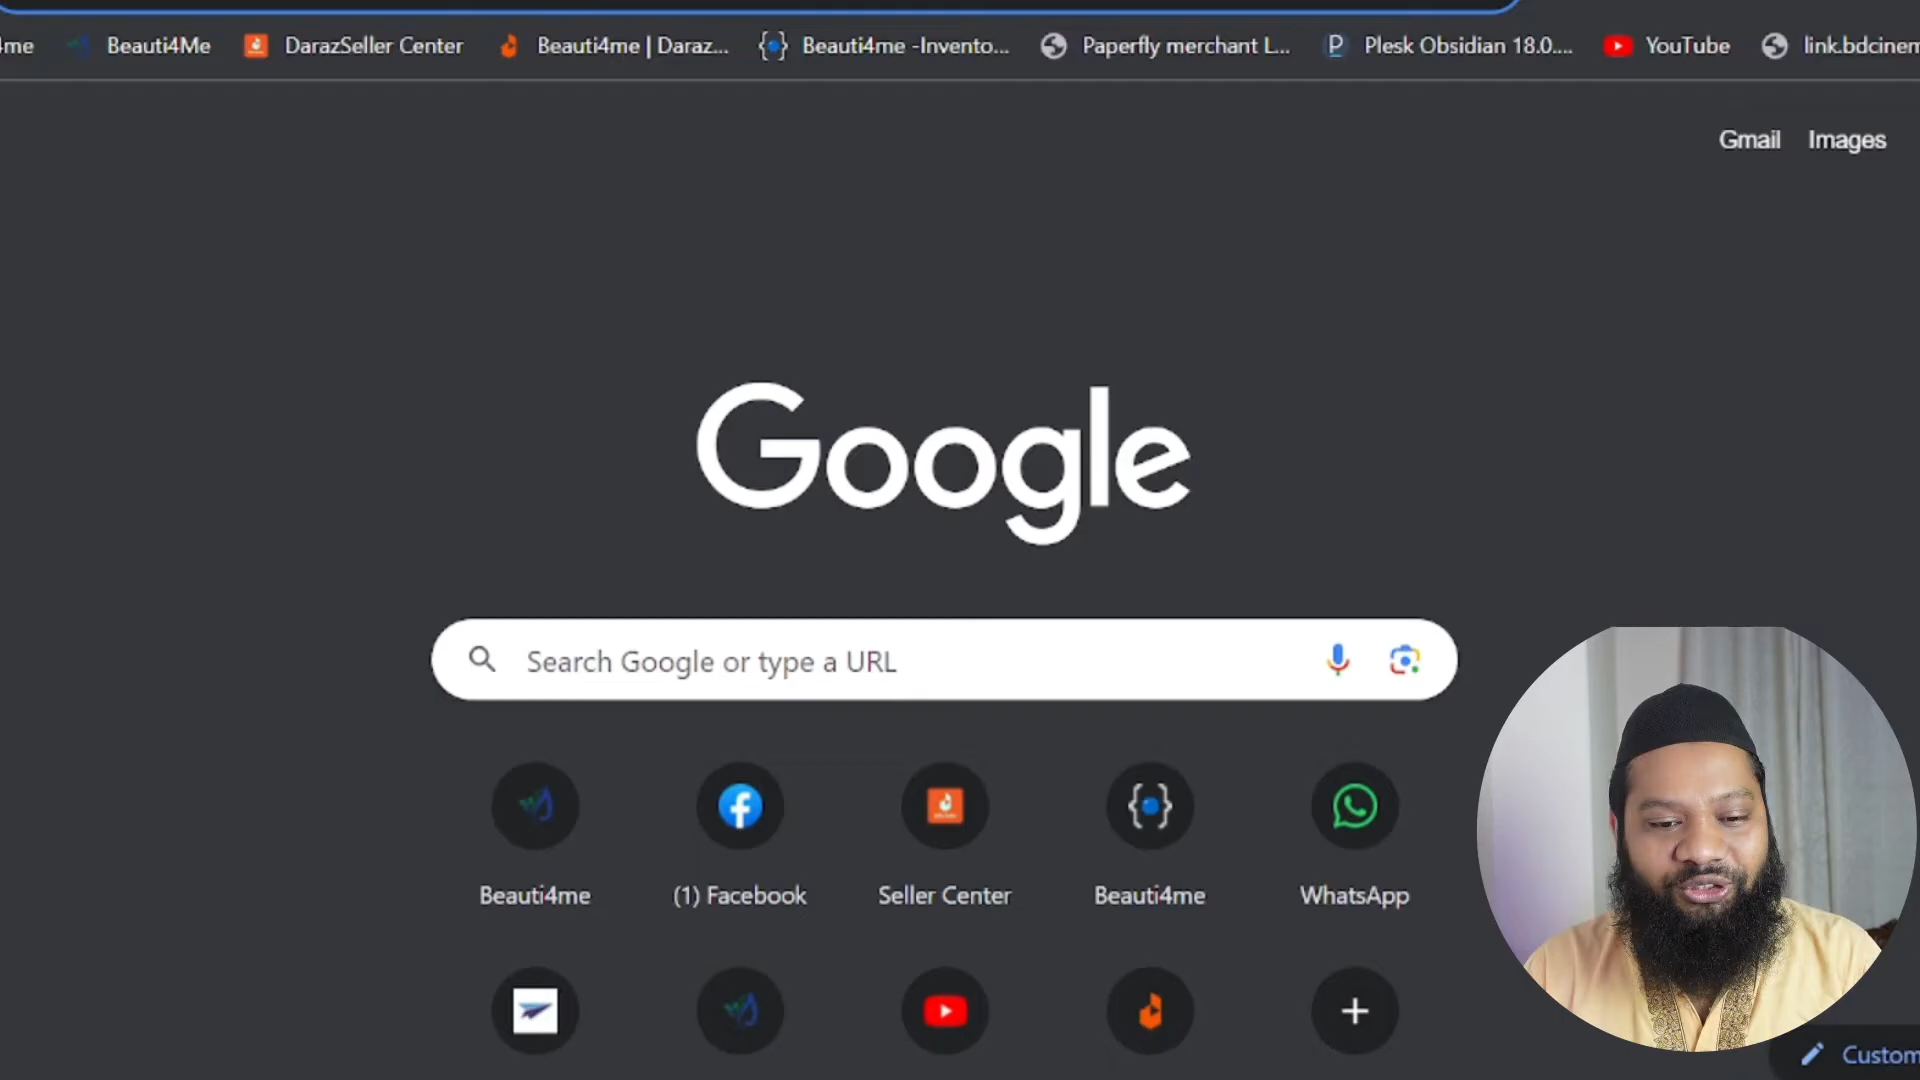 4me Beauti4Me DarazSeller Center Beauti4me | Daraz... Beauti4me -Invento... Paperfly merchant L... P Plesk Obsidian 18.0.... YouTube link.bdcinem
Gmail Images
Google
Search Google or type a URL
Beauti4me (1) Facebook Seller Center Beauti4me WhatsApp
Custom